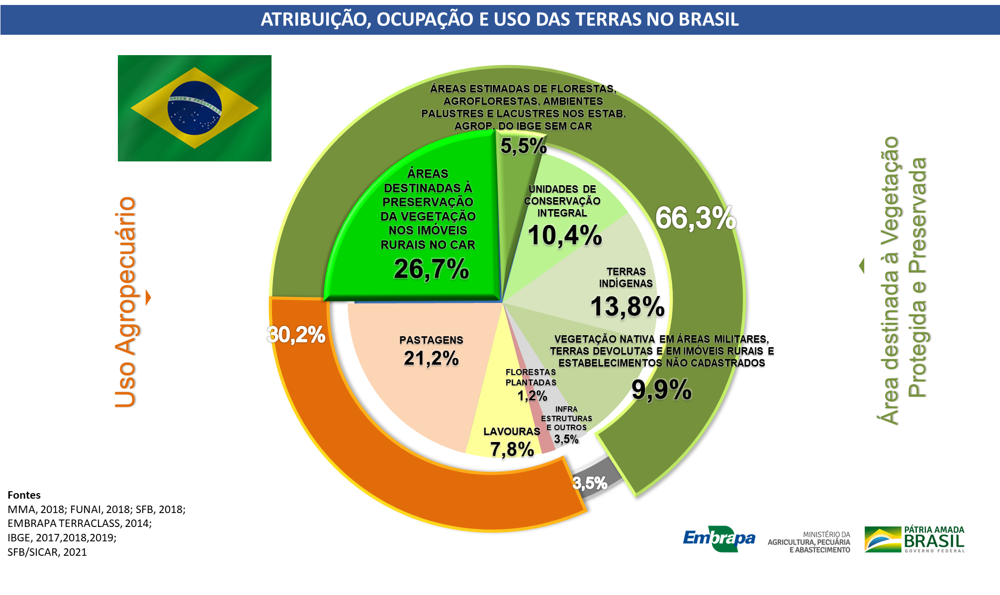 ATRIBUIÇÃO, OCUPAÇÃO E USO DAS TERRAS NO BRASIL
ORDEM E PROGRESSO
ÁREAS ESTIMADAS DE FLORESTAS,
AGROFLORESTAS, AMBIENTES
PALUSTRES E LACUSTRES NOS ESTAB.
AGROP. DO IBGE SEM CAR
5,5%
ÁREAS
DESTINADAS À
PRESERVAÇÃO
DA VEGETAÇÃO
NOS IMÓVEIS
RURAIS NO CAR
26,7%
UNIDADES DE
CONSERVAÇÃO
INTEGRAL
10,4%
66,3%
TERRAS
INDÍGENAS
13,8%
VEGETAÇÃO NATIVA EM ÁREAS MILITARES,
TERRAS DEVOLUTAS E EM IMÓVEIS RURAIS E
ESTABELECIMENTOS NÃO CADASTRADOS
9,9%
Área destinada à Vegetação
Protegida e Preservada
Uso Agropecuário
30,2%
PASTAGENS
21,2%
FLORESTAS
PLANTADAS
1,2%
INFRA
ESTRUTURAS
E OUTROS
3,5%
LAVOURAS
7,8%
3,5%
Fontes
MMA, 2018; FUNAI, 2018; SFB, 2018;
EMBRAPA TERRACLASS, 2014;
IBGE, 2017,2018,2019;
SFB/SICAR, 2021
Embrapa
MINISTÉRIO DA
AGRICULTURA, PECUÁRIA
E ABASTECIMENTO
PÁTRIA AMADA
BRASIL
GOVERNO FEDERAL